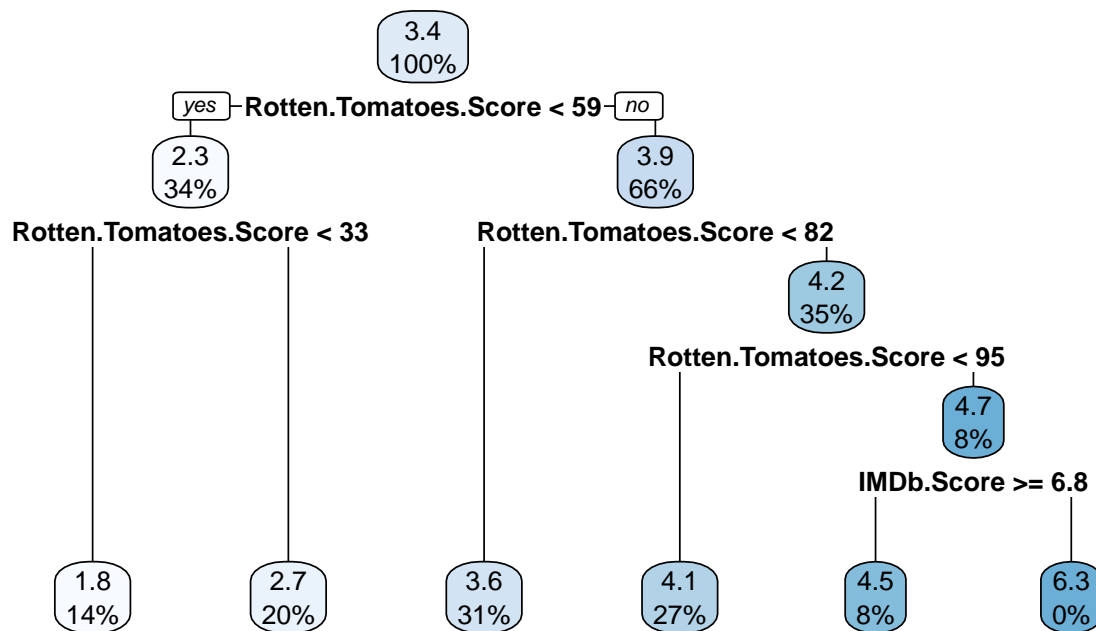 3.4
100%
yes Rotten.Tomatoes.Score < 59 no
2.3 3.9
34% 66%
Rotten.Tomatoes.Score < 33 Rotten.Tomatoes.Score < 82
4.2
35%
Rotten.Tomatoes.Score < 95
4.7
8%
IMDb.Score >= 6.8
1.8 2.7 3.6 4.1 4.5 6.3
14% 20% 31% 27% 8% 0%